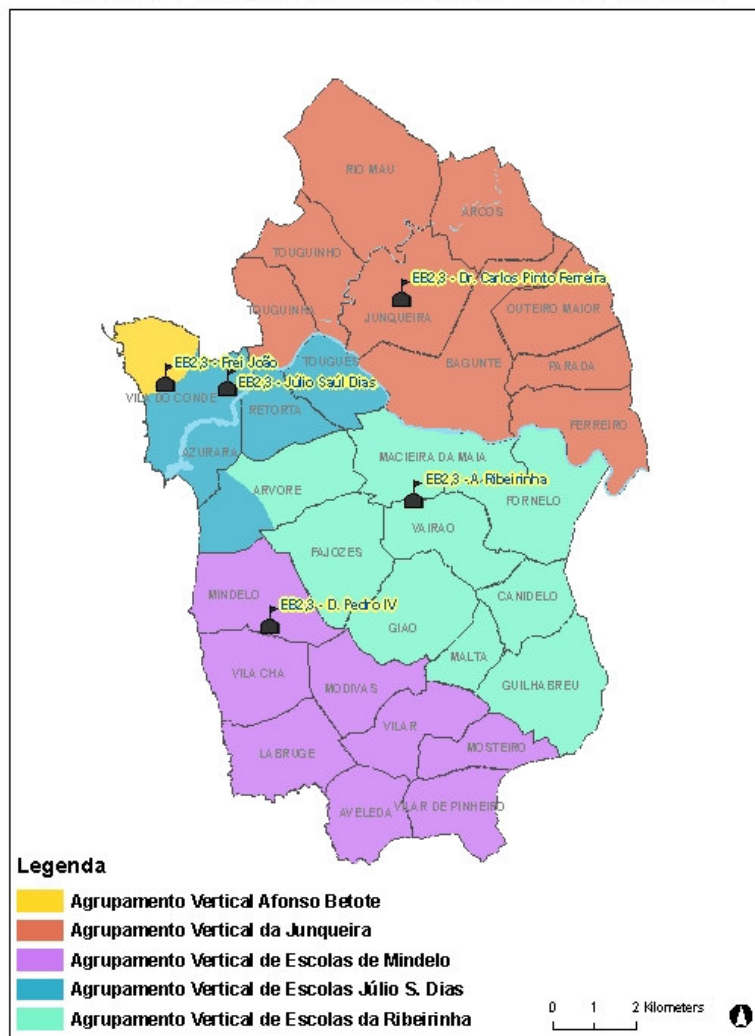 RIO MAU
ARCOS
TOUGUINHO
EB2,3 - Dr. Carlos Pinto Ferreira
TOUGUINHA
JUNQUEIRA
OUTEIRO MAIOR
EB2,3 - Frei João
TOUGUES
BAGUNTE
PARADA
EB2,3 - Júlio Saúl Dias
VILA DO CONDE
RETORTA
FERREIRO
AZURARA
MACIEIRA DA MAIA
ARVORE
EB2,3 - A Ribeirinha
FORNELO
VAIRAO
FAJOZES
MINDELO
CANIDELO
EB2,3 - D. Pedro IV
GIAO
MALTA
VILA CHA
MODIVAS
GUILHABREU
VILAR
LABRUGE
MOSTEIRO
AVELEDA
VILAR DE PINHEIRO
Legenda
Agrupamento Vertical Afonso Betote
Agrupamento Vertical da Junqueira
Agrupamento Vertical de Escolas de Mindelo
Agrupamento Vertical de Escolas Júlio S. Dias
Agrupamento Vertical de Escolas da Ribeirinha
0 1 2 Kilometers